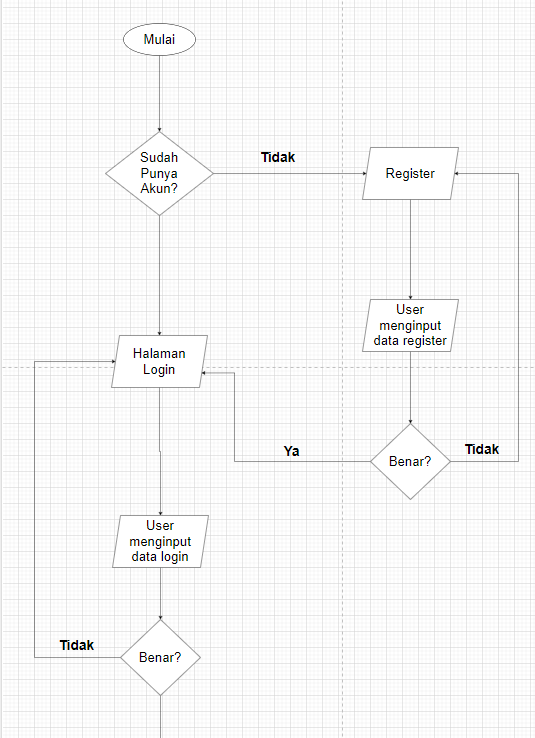 Mulai
Sudah
Punya
Akun?
Tidak
Register
User
menginput
data register
Halaman
Login
Ya
Benar?
Tidak
User
menginput
data login
Tidak
Benar?